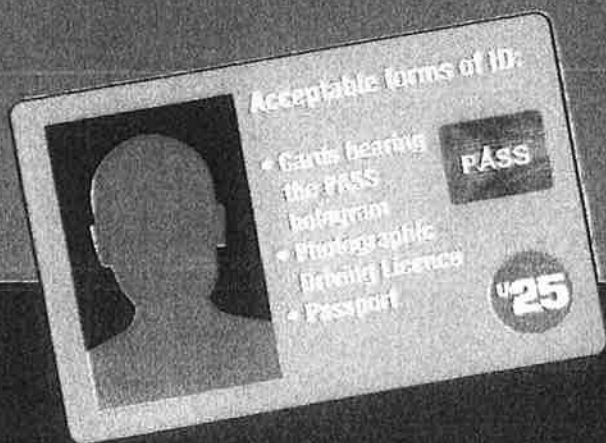 Acceptable forms of ID:
• Cards bearing
the PASS
hologram
• Photographic
Driving Licence
• Passport
PASS
U25